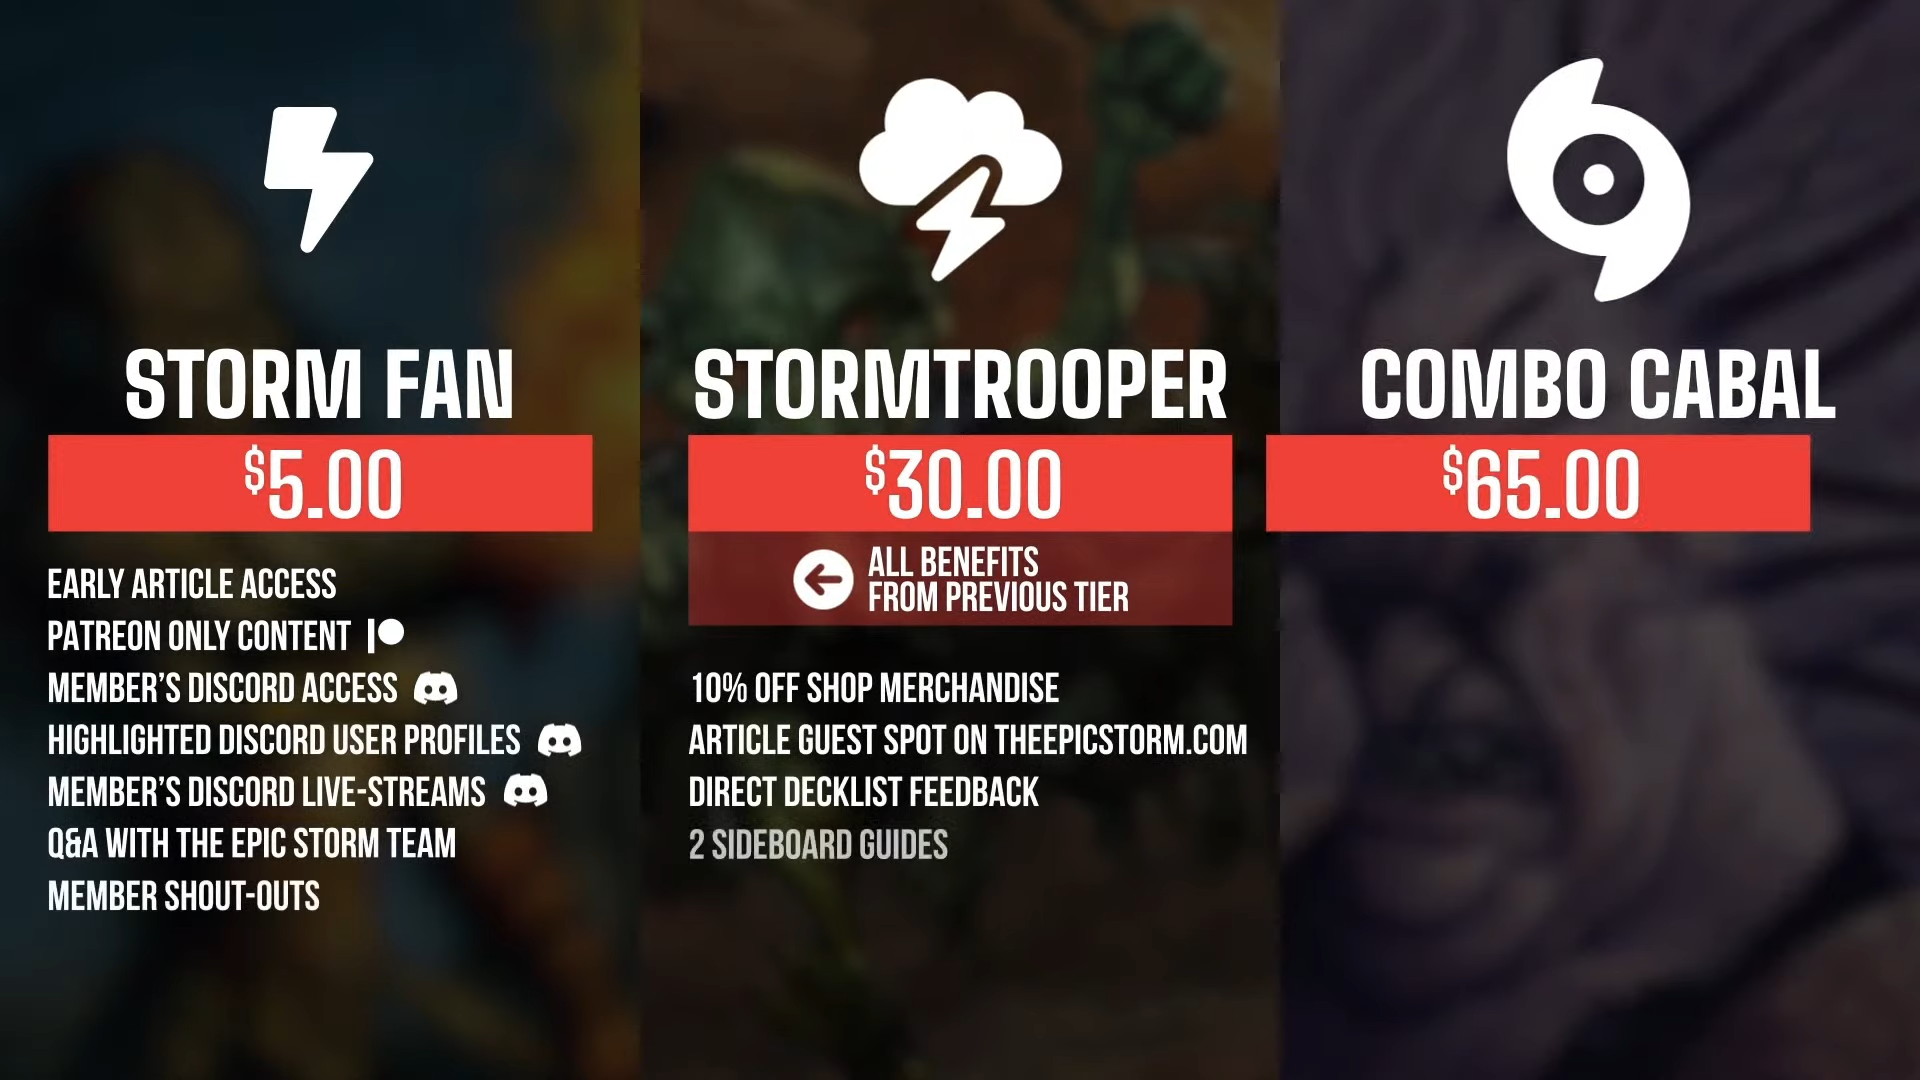 STORM FAN
$5.00
EARLY ARTICLE ACCESS
PATREON ONLY CONTENT
MEMBER'S DISCORD ACCESS
HIGHLIGHTED DISCORD USER PROFILES
MEMBER'S DISCORD LIVE-STREAMS
Q&A WITH THE EPIC STORM TEAM
MEMBER SHOUT-OUTS
STORMTROOPER
$30.00
ALL BENEFITS
FROM PREVIOUS TIER
10% OFF SHOP MERCHANDISE
ARTICLE GUEST SPOT ON THEEPICSTORM.COM
DIRECT DECKLIST FEEDBACK
2 SIDEBOARD GUIDES
COMBO CABAL
$65.00